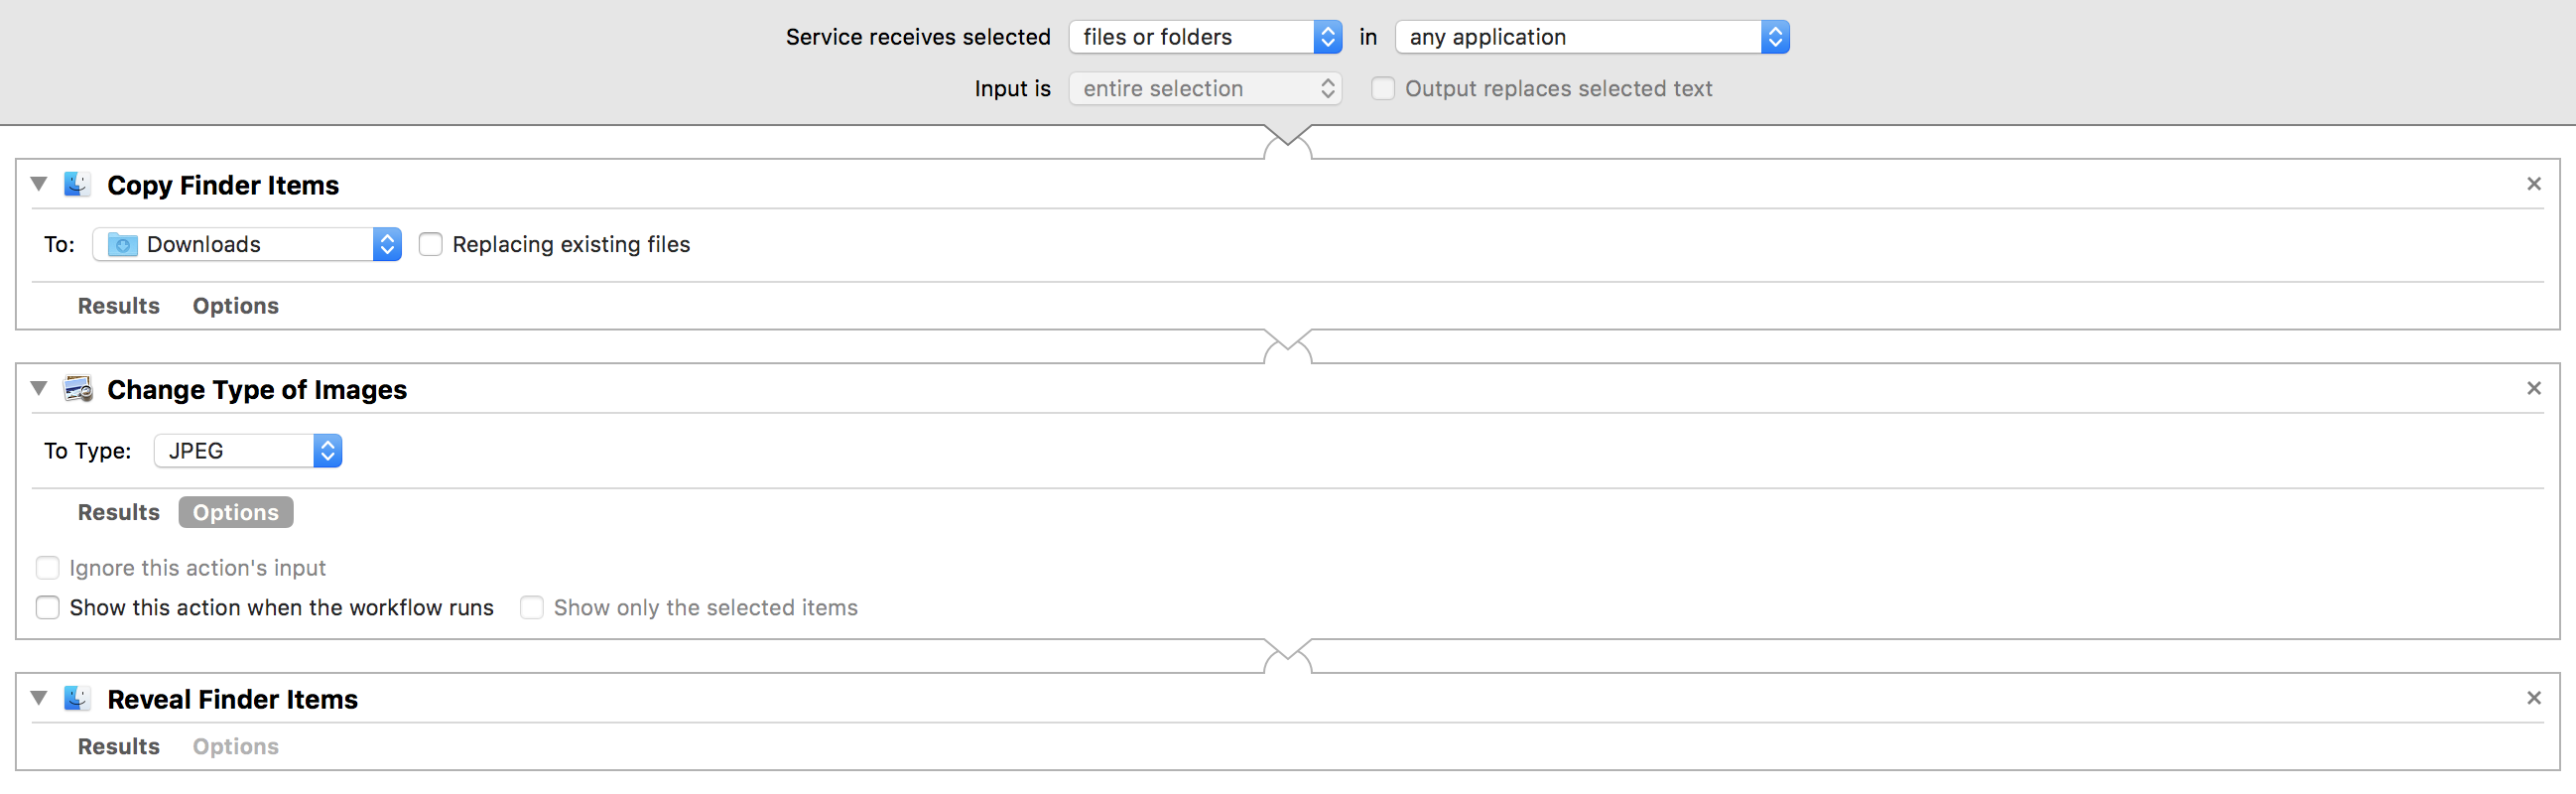 Service receives selected files or folders in any application
Input is entire selection Output replaces selected text
Copy Finder Items
To: Downloads Replacing existing files
Results Options
Change Type of Images
To Type: JPEG
Results Options
Ignore this action's input
Show this action when the workflow runs Show only the selected items
Reveal Finder Items
Results Options